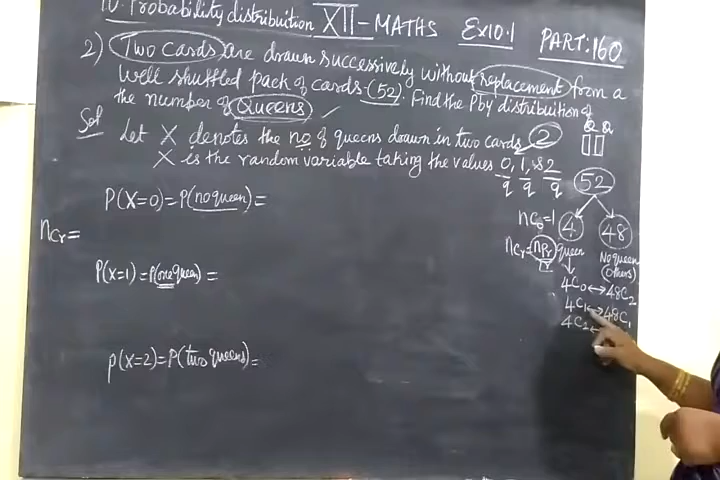 10. Probability distribuition XII - MATHS Ex10.1 PART:160
2) Two cards are drawn successively without replacement from a
well shuffled pack of cards (52). Find the Pby distribuition of
the number of Queens
Sol Let X denotes the no of queens drawn in two cards 2
X is the random variable taking the values 0, 1, & 2
q q q
Q Q
52
4 48
queen No queen (Others)
nC₀=1
nCr = nPr
4C₀ ↔ 48C₂
4C₁ ↔ 48C₁
4C₂ ↔
P(X=0)=P(no queen)=
nCr =
P(X=1)=P(one queen)=
P(X=2)=P(two queens)=